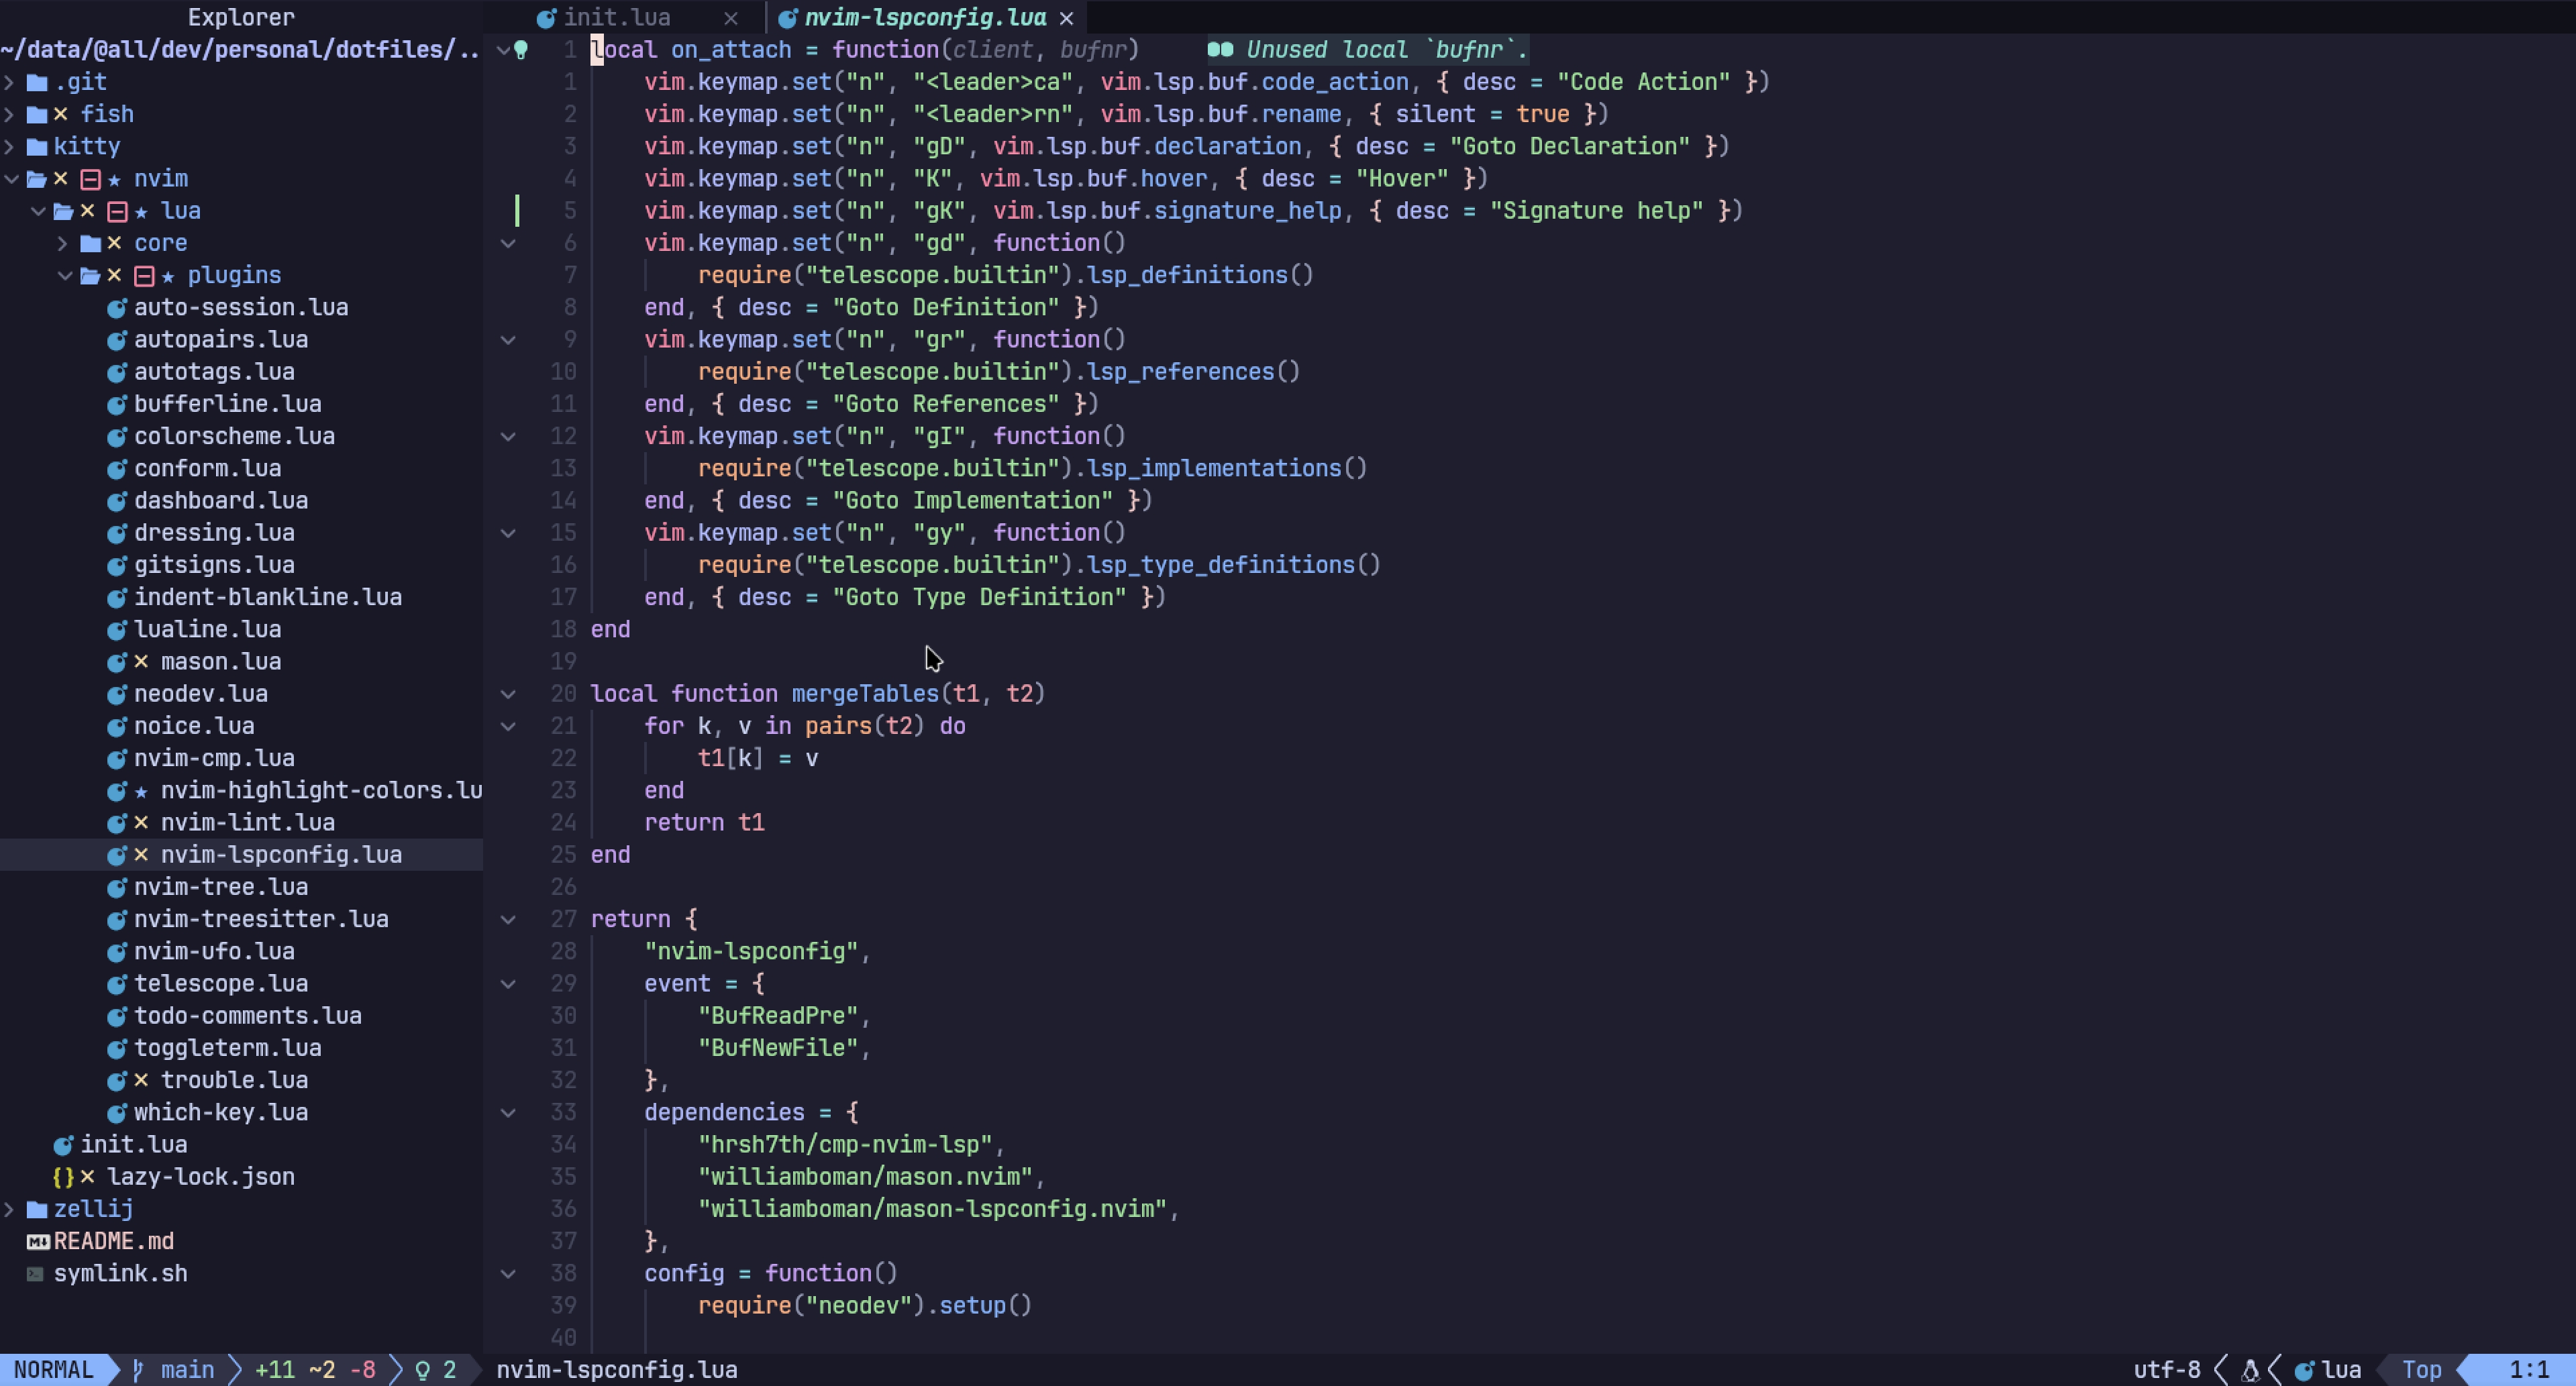 Explorer
~/data/@all/dev/personal/dotfiles/..
.git
fish
kitty
nvim
lua
core
plugins
auto-session.lua
autopairs.lua
autotags.lua
bufferline.lua
colorscheme.lua
conform.lua
dashboard.lua
dressing.lua
gitsigns.lua
indent-blankline.lua
lualine.lua
mason.lua
neodev.lua
noice.lua
nvim-cmp.lua
nvim-highlight-colors.lu
nvim-lint.lua
nvim-lspconfig.lua
nvim-tree.lua
nvim-treesitter.lua
nvim-ufo.lua
telescope.lua
todo-comments.lua
toggleterm.lua
trouble.lua
which-key.lua
init.lua
{} lazy-lock.json
zellij
README.md
symlink.sh
init.lua × nvim-lspconfig.lua ×
1 local on_attach = function(client, bufnr) Unused local `bufnr`.
1 vim.keymap.set("n", "<leader>ca", vim.lsp.buf.code_action, { desc = "Code Action" })
2 vim.keymap.set("n", "<leader>rn", vim.lsp.buf.rename, { silent = true })
3 vim.keymap.set("n", "gD", vim.lsp.buf.declaration, { desc = "Goto Declaration" })
4 vim.keymap.set("n", "K", vim.lsp.buf.hover, { desc = "Hover" })
5 vim.keymap.set("n", "gK", vim.lsp.buf.signature_help, { desc = "Signature help" })
6 vim.keymap.set("n", "gd", function()
7 require("telescope.builtin").lsp_definitions()
8 end, { desc = "Goto Definition" })
9 vim.keymap.set("n", "gr", function()
10 require("telescope.builtin").lsp_references()
11 end, { desc = "Goto References" })
12 vim.keymap.set("n", "gI", function()
13 require("telescope.builtin").lsp_implementations()
14 end, { desc = "Goto Implementation" })
15 vim.keymap.set("n", "gy", function()
16 require("telescope.builtin").lsp_type_definitions()
17 end, { desc = "Goto Type Definition" })
18 end
19
20 local function mergeTables(t1, t2)
21 for k, v in pairs(t2) do
22 t1[k] = v
23 end
24 return t1
25 end
26
27 return {
28 "nvim-lspconfig",
29 event = {
30 "BufReadPre",
31 "BufNewFile",
32 },
33 dependencies = {
34 "hrsh7th/cmp-nvim-lsp",
35 "williamboman/mason.nvim",
36 "williamboman/mason-lspconfig.nvim",
37 },
38 config = function()
39 require("neodev").setup()
40
NORMAL main +11 ~2 -8 2 nvim-lspconfig.lua utf-8 lua Top 1:1